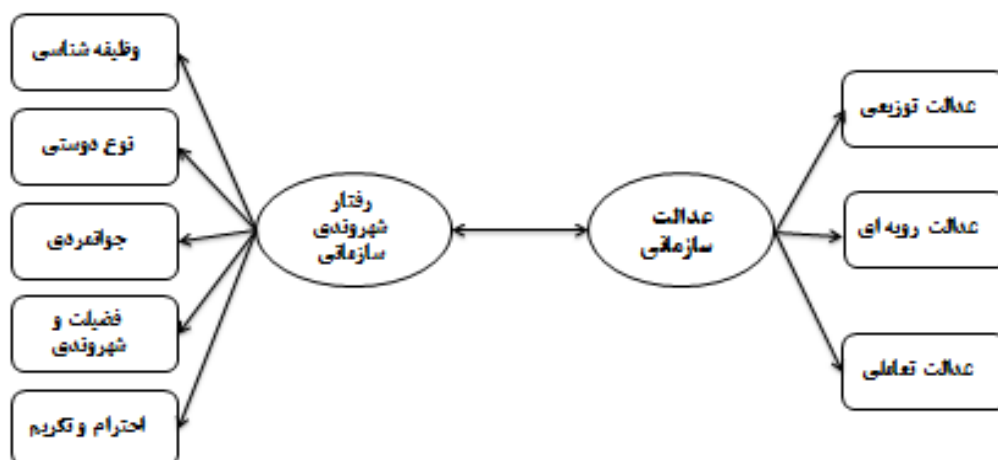 عدالت توزیعی
عدالت رویه ای
عدالت تعاملی
عدالت
سازمانی
رفتار
شهروندی
سازمانی
وظیفه شناسی
نوع دوستی
جوانمردی
فضیلت و
شهروندی
احترام و تکریم